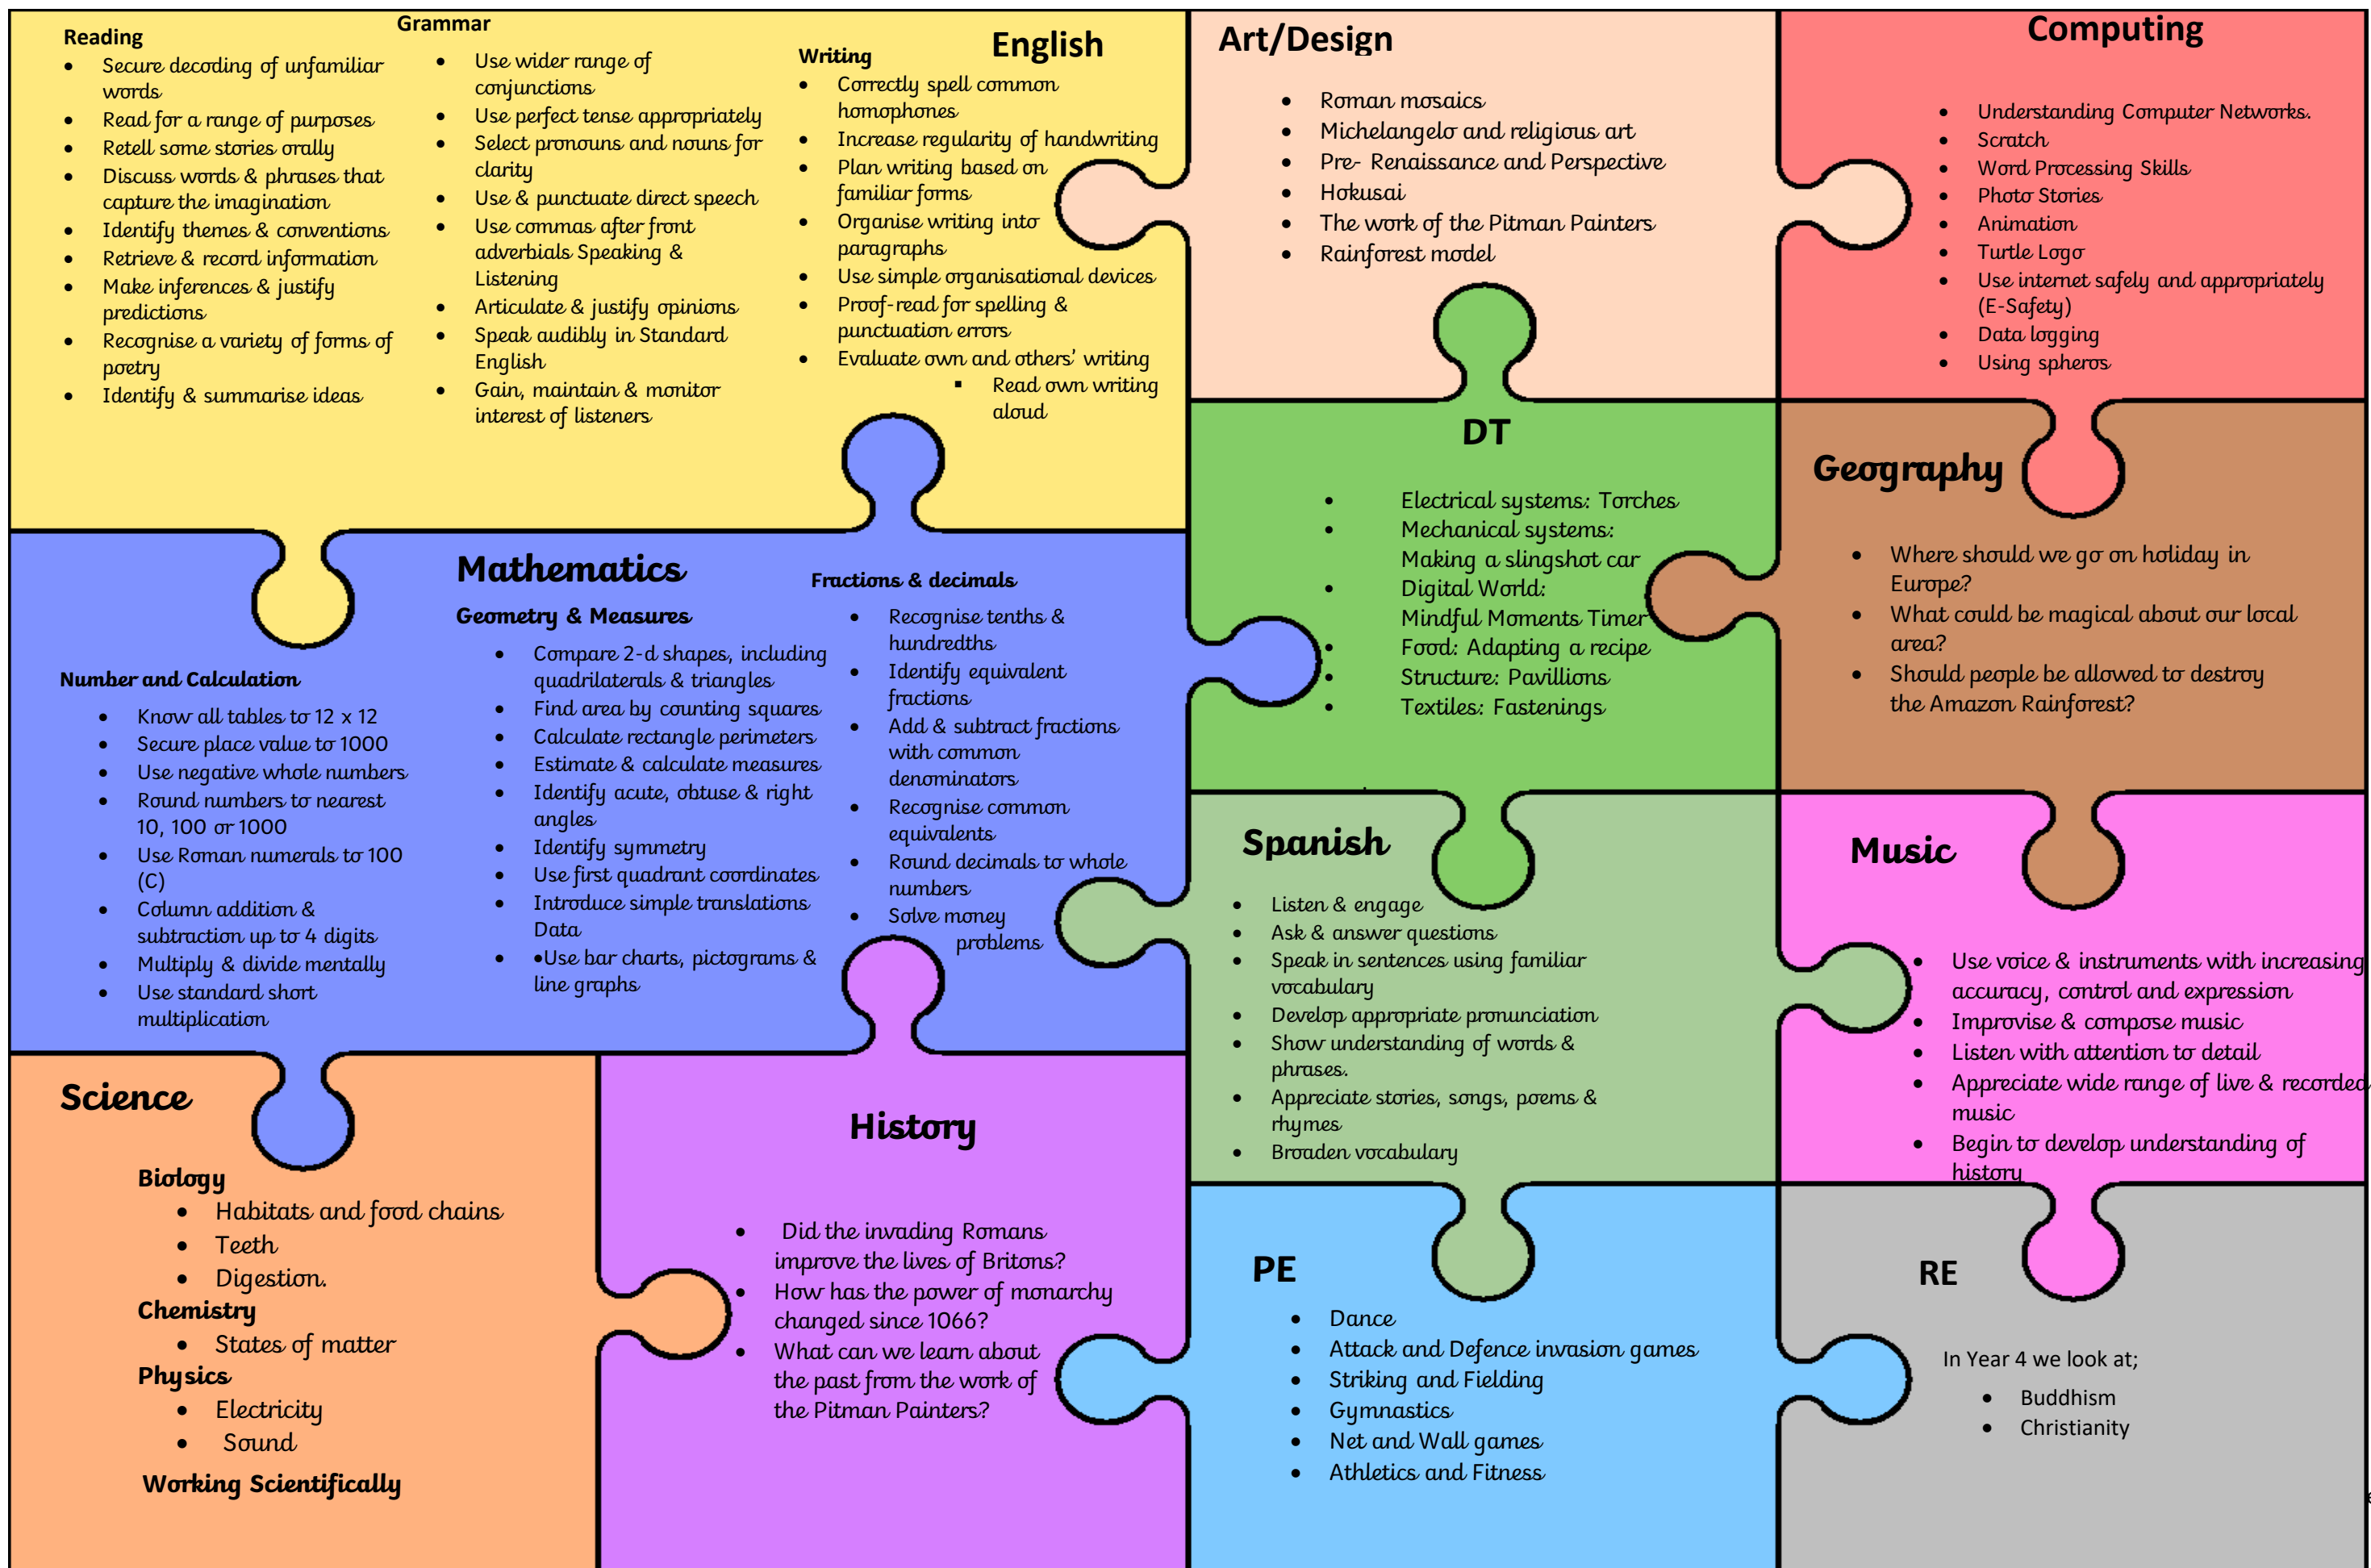 English
Reading
• Secure decoding of unfamiliar
words
• Read for a range of purposes
• Retell some stories orally
• Discuss words & phrases that
capture the imagination
• Identify themes & conventions
• Retrieve & record information
• Make inferences & justify
predictions
• Recognise a variety of forms of
poetry
• Identify & summarise ideas
Grammar
• Use wider range of
conjunctions
• Use perfect tense appropriately
• Select pronouns and nouns for
clarity
• Use & punctuate direct speech
• Use commas after front
adverbials Speaking &
Listening
• Articulate & justify opinions
• Speak audibly in Standard
English
• Gain, maintain & monitor
interest of listeners
Writing
• Correctly spell common
homophones
• Increase regularity of handwriting
• Plan writing based on
familiar forms
• Organise writing into
paragraphs
• Use simple organisational devices
• Proof-read for spelling &
punctuation errors
• Evaluate own and others' writing
▪ Read own writing
aloud
Art/Design
• Roman mosaics
• Michelangelo and religious art
• Pre- Renaissance and Perspective
• Hokusai
• The work of the Pitman Painters
• Rainforest model
Computing
• Understanding Computer Networks.
• Scratch
• Word Processing Skills
• Photo Stories
• Animation
• Turtle Logo
• Use internet safely and appropriately
(E-Safety)
• Data logging
• Using spheros
Mathematics
Number and Calculation
• Know all tables to 12 x 12
• Secure place value to 1000
• Use negative whole numbers
• Round numbers to nearest
10, 100 or 1000
• Use Roman numerals to 100
(C)
• Column addition &
subtraction up to 4 digits
• Multiply & divide mentally
• Use standard short
multiplication
Geometry & Measures
• Compare 2-d shapes, including
quadrilaterals & triangles
• Find area by counting squares
• Calculate rectangle perimeters
• Estimate & calculate measures
• Identify acute, obtuse & right
angles
• Identify symmetry
• Use first quadrant coordinates
• Introduce simple translations
Data
• •Use bar charts, pictograms &
line graphs
Fractions & decimals
• Recognise tenths &
hundredths
• Identify equivalent
fractions
• Add & subtract fractions
with common
denominators
• Recognise common
equivalents
• Round decimals to whole
numbers
• Solve money
problems
DT
• Electrical systems: Torches
• Mechanical systems:
Making a slingshot car
• Digital World:
Mindful Moments Timer
• Food: Adapting a recipe
• Structure: Pavillions
• Textiles: Fastenings
Geography
• Where should we go on holiday in
Europe?
• What could be magical about our local
area?
• Should people be allowed to destroy
the Amazon Rainforest?
Spanish
• Listen & engage
• Ask & answer questions
• Speak in sentences using familiar
vocabulary
• Develop appropriate pronunciation
• Show understanding of words &
phrases.
• Appreciate stories, songs, poems &
rhymes
• Broaden vocabulary
Music
• Use voice & instruments with increasing
accuracy, control and expression
• Improvise & compose music
• Listen with attention to detail
• Appreciate wide range of live & recorded
music
• Begin to develop understanding of
history
Science
Biology
• Habitats and food chains
• Teeth
• Digestion.
Chemistry
• States of matter
Physics
• Electricity
• Sound
Working Scientifically
History
• Did the invading Romans
improve the lives of Britons?
• How has the power of monarchy
changed since 1066?
• What can we learn about
the past from the work of
the Pitman Painters?
PE
• Dance
• Attack and Defence invasion games
• Striking and Fielding
• Gymnastics
• Net and Wall games
• Athletics and Fitness
RE
In Year 4 we look at;
• Buddhism
• Christianity